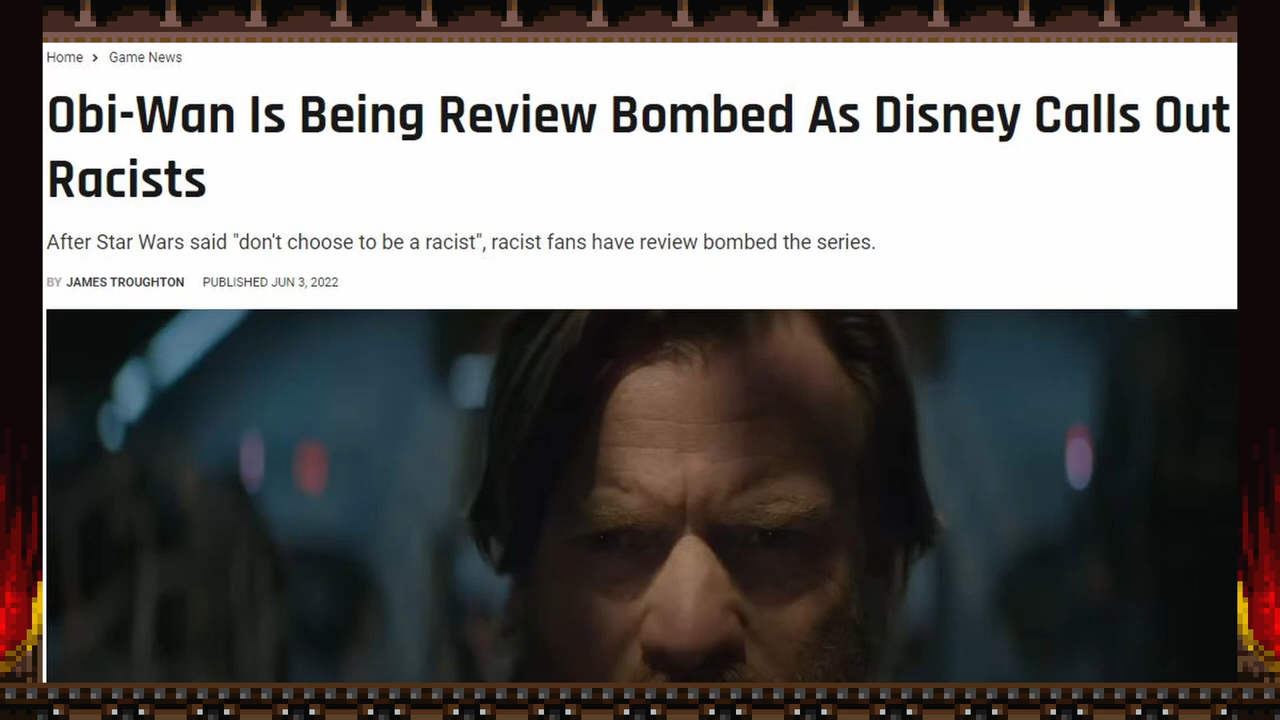 Home > Game News
Obi-Wan Is Being Review Bombed As Disney Calls Out
Racists
After Star Wars said "don't choose to be a racist", racist fans have review bombed the series.
BY JAMES TROUGHTON PUBLISHED JUN 3, 2022